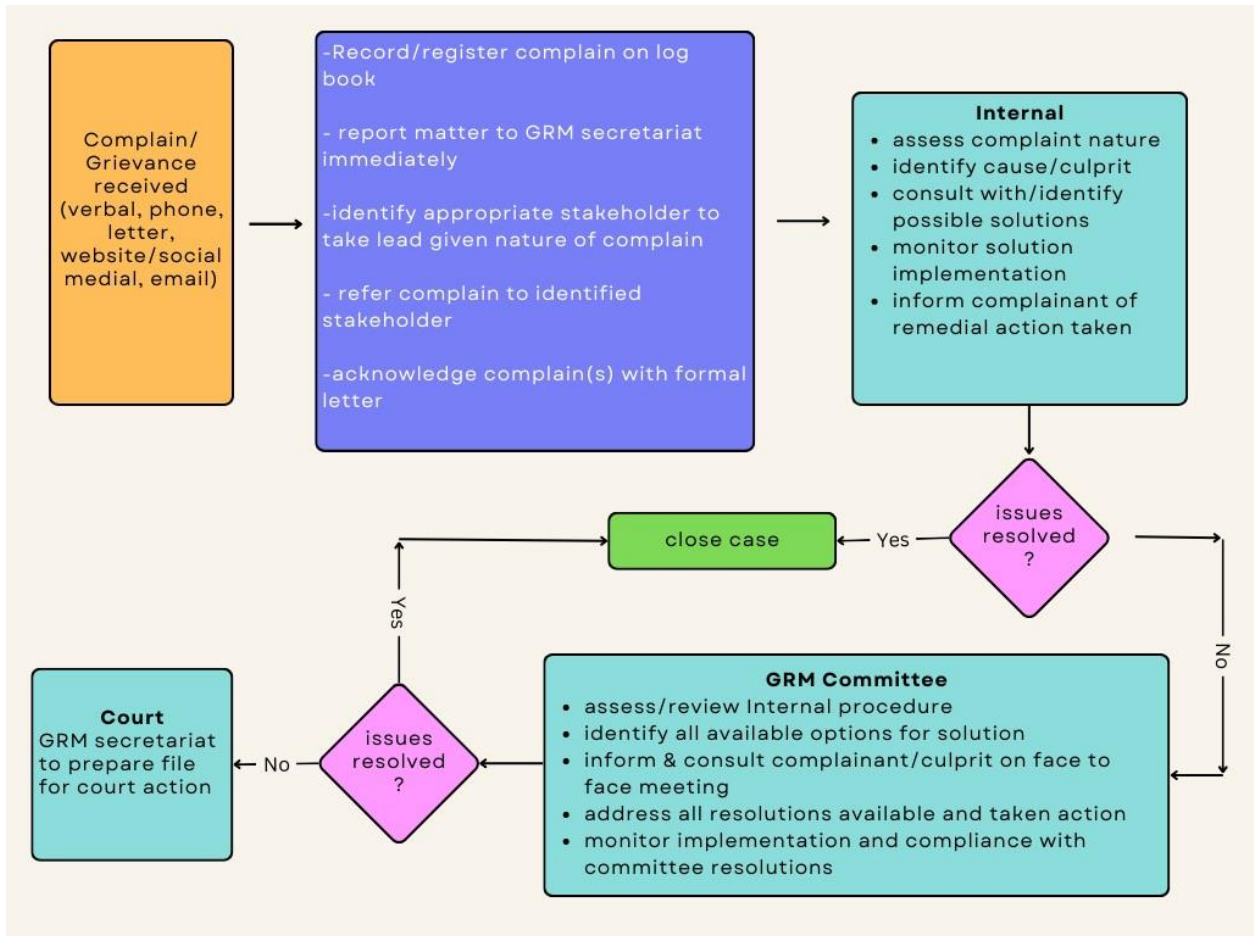 Complain/
Grievance
received
(verbal, phone,
letter,
website/social
medial, email)
-Record/register complain on log
book
- report matter to GRM secretariat
immediately
-identify appropriate stakeholder to
take lead given nature of complain
- refer complain to identified
stakeholder
-acknowledge complain(s) with formal
letter
Internal
• assess complaint nature
• identify cause/culprit
• consult with/identify
possible solutions
• monitor solution
implementation
• inform complainant of
remedial action taken
issues
resolved
?
Yes
close case
No
GRM Committee
• assess/review Internal procedure
• identify all available options for solution
• inform & consult complainant/culprit on face to
face meeting
• address all resolutions available and taken action
• monitor implementation and compliance with
committee resolutions
issues
resolved
?
Yes
No
Court
GRM secretariat
to prepare file
for court action